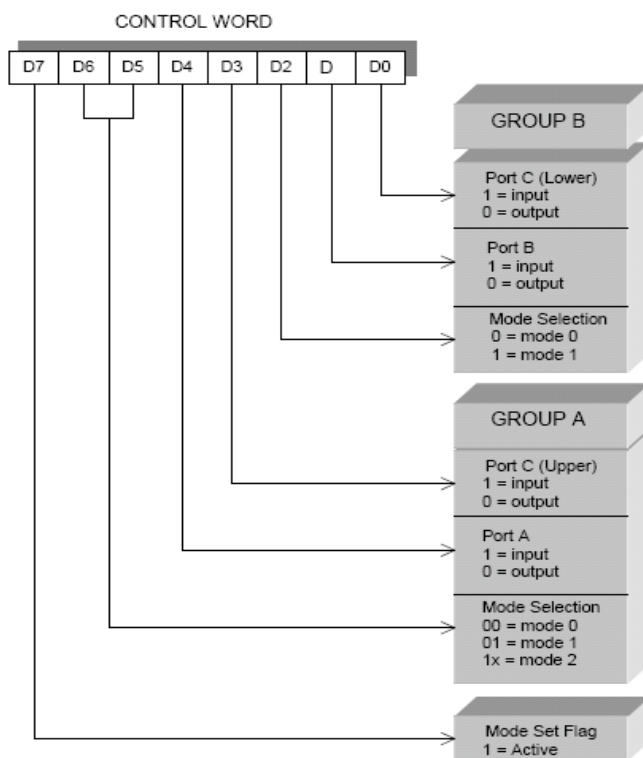 CONTROL WORD
D7 D6 D5 D4 D3 D2 D D0
GROUP B
Port C (Lower)
1 = input
0 = output
Port B
1 = input
0 = output
Mode Selection
0 = mode 0
1 = mode 1
GROUP A
Port C (Upper)
1 = input
0 = output
Port A
1 = input
0 = output
Mode Selection
00 = mode 0
01 = mode 1
1x = mode 2
Mode Set Flag
1 = Active